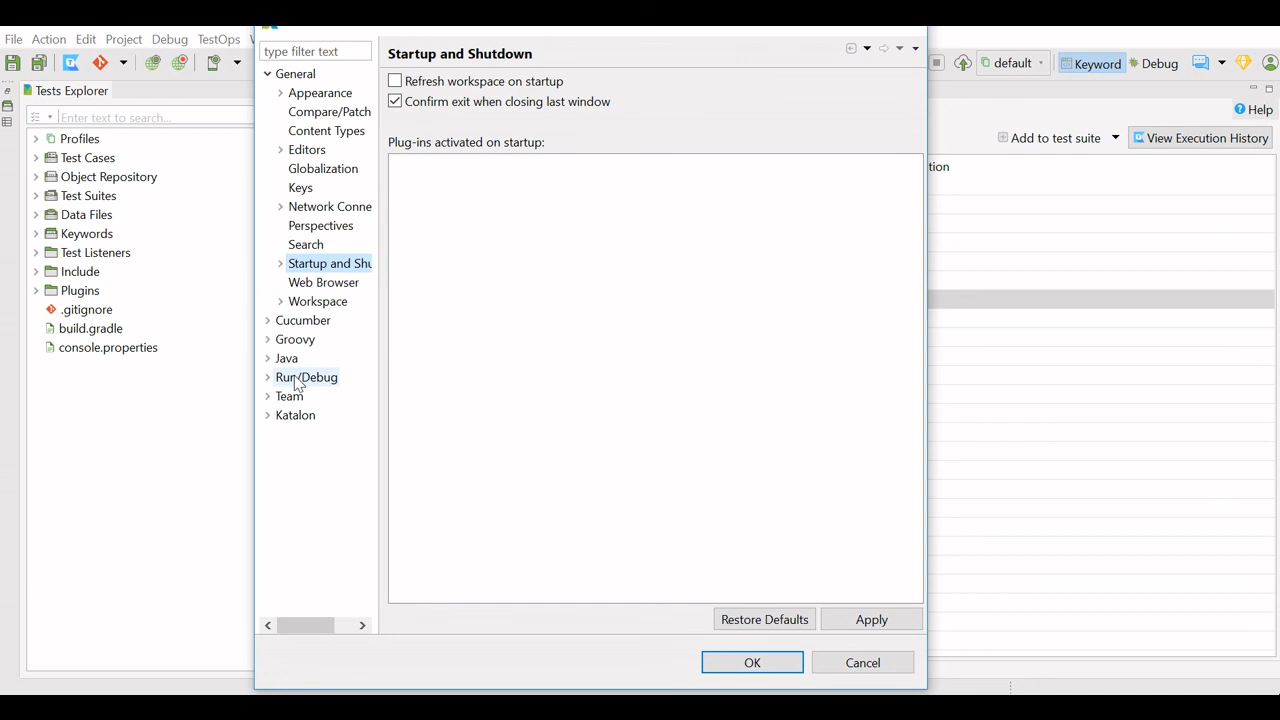 File Action Edit Project Debug TestOps
default
Keyword
Debug
Tests Explorer
Enter text to search...
Profiles
Test Cases
Object Repository
Test Suites
Data Files
Keywords
Test Listeners
Include
Plugins
.gitignore
build.gradle
console.properties
type filter text
General
Appearance
Compare/Patch
Content Types
Editors
Globalization
Keys
Network Conne
Perspectives
Search
Startup and Shu
Web Browser
Workspace
Cucumber
Groovy
Java
Run/Debug
Team
Katalon
Startup and Shutdown
Refresh workspace on startup
Confirm exit when closing last window
Plug-ins activated on startup:
Restore Defaults
Apply
OK
Cancel
Help
Add to test suite
View Execution History
tion